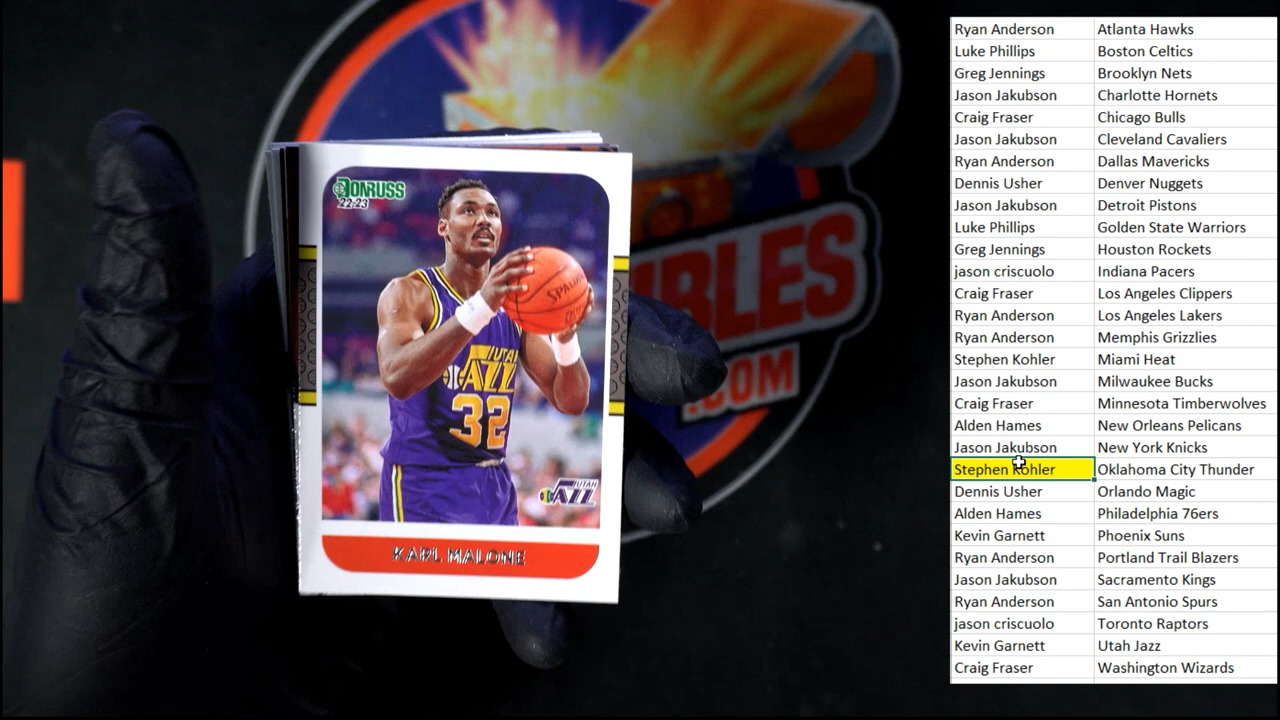 DONRUSS
22-23
SPALDING
UTAH
JAZZ
32
UTAH
JAZZ
KARL MALONE
.COM
Ryan Anderson Atlanta Hawks
Luke Phillips Boston Celtics
Greg Jennings Brooklyn Nets
Jason Jakubson Charlotte Hornets
Craig Fraser Chicago Bulls
Jason Jakubson Cleveland Cavaliers
Ryan Anderson Dallas Mavericks
Dennis Usher Denver Nuggets
Jason Jakubson Detroit Pistons
Luke Phillips Golden State Warriors
Greg Jennings Houston Rockets
jason criscuolo Indiana Pacers
Craig Fraser Los Angeles Clippers
Ryan Anderson Los Angeles Lakers
Ryan Anderson Memphis Grizzlies
Stephen Kohler Miami Heat
Jason Jakubson Milwaukee Bucks
Craig Fraser Minnesota Timberwolves
Alden Hames New Orleans Pelicans
Jason Jakubson New York Knicks
Stephen Kohler Oklahoma City Thunder
Dennis Usher Orlando Magic
Alden Hames Philadelphia 76ers
Kevin Garnett Phoenix Suns
Ryan Anderson Portland Trail Blazers
Jason Jakubson Sacramento Kings
Ryan Anderson San Antonio Spurs
jason criscuolo Toronto Raptors
Kevin Garnett Utah Jazz
Craig Fraser Washington Wizards